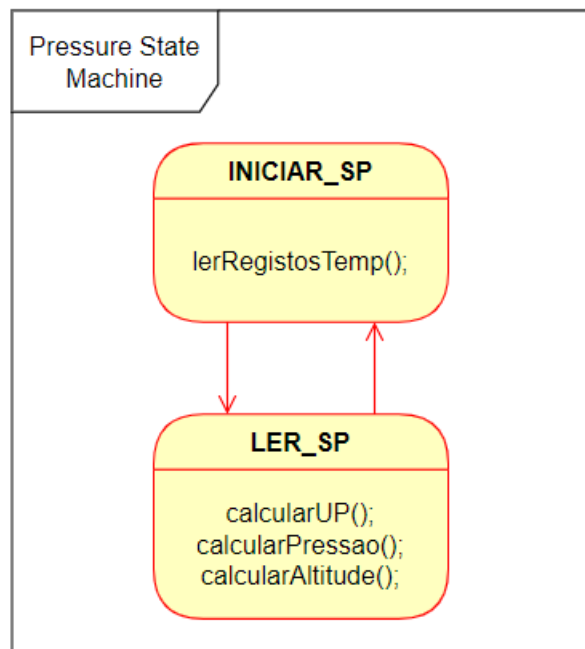 Pressure State
Machine
INICIAR_SP
lerRegistosTemp();
LER_SP
calcularUP();
calcularPressao();
calcularAltitude();